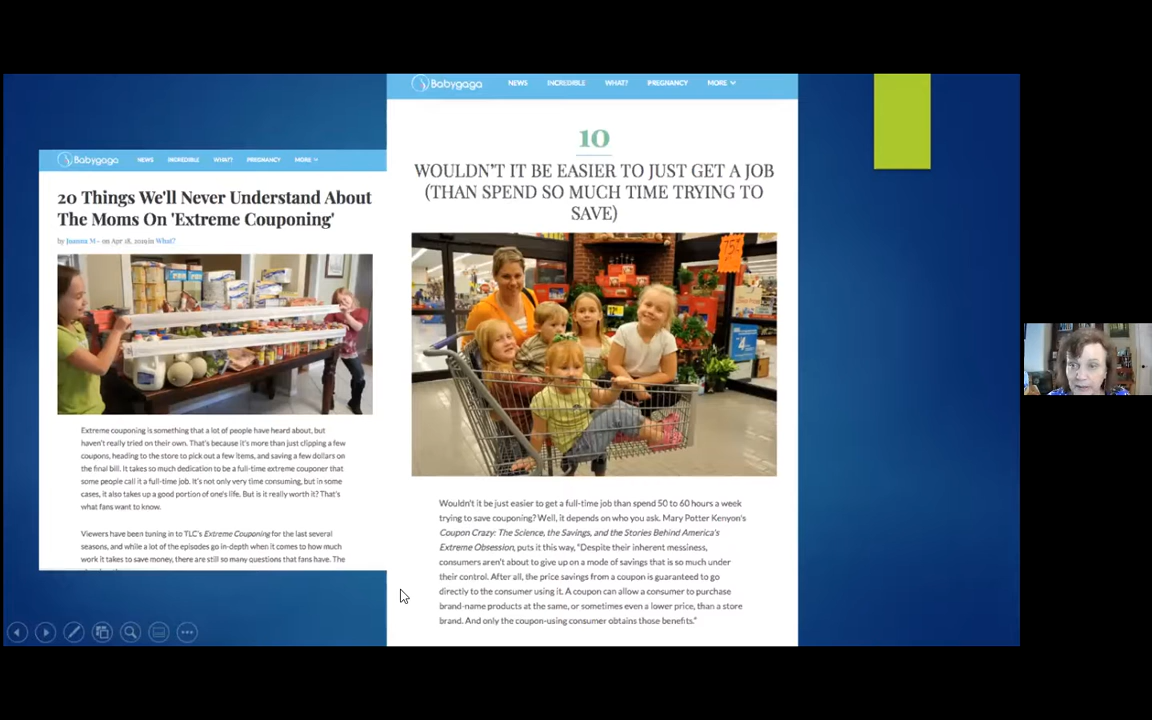 Babygaga NEWS INCREDIBLE WHAT? PREGNANCY MORE
20 Things We'll Never Understand About
The Moms On 'Extreme Couponing'
by Juanna M – on Apr 18, in What?
Extreme couponing is something that a lot of people have heard about, but
haven't really tried on their own. That's because it's more than just clipping a few
coupons, heading to the store to pick out a few items, and saving a few dollars on
the final bill. It takes so much dedication to be a full-time extreme couponer that
some people call it a full-time job. It's not only very time consuming, but in some
cases, it also takes up a good portion of one's life. But is it really worth it? That's
what fans want to know.
Viewers have been tuning in to TLC's Extreme Couponing for the last several
seasons, and while a lot of the episodes go in-depth when it comes to how much
work it takes to save money, there are still so many questions that fans have. The
Babygaga NEWS INCREDIBLE WHAT? PREGNANCY MORE
10
WOULDN'T IT BE EASIER TO JUST GET A JOB
(THAN SPEND SO MUCH TIME TRYING TO
SAVE)
75¢
4
Wouldn't it be just easier to get a full-time job than spend 50 to 60 hours a week
trying to save couponing? Well, it depends on who you ask. Mary Potter Kenyon's
Coupon Crazy: The Science, the Savings, and the Stories Behind America's
Extreme Obsession, puts it this way, "Despite their inherent messiness,
consumers aren't about to give up on a mode of savings that is so much under
their control. After all, the price savings from a coupon is guaranteed to go
directly to the consumer using it. A coupon can allow a consumer to purchase
brand-name products at the same, or sometimes even a lower price, than a store
brand. And only the coupon-using consumer obtains those benefits."